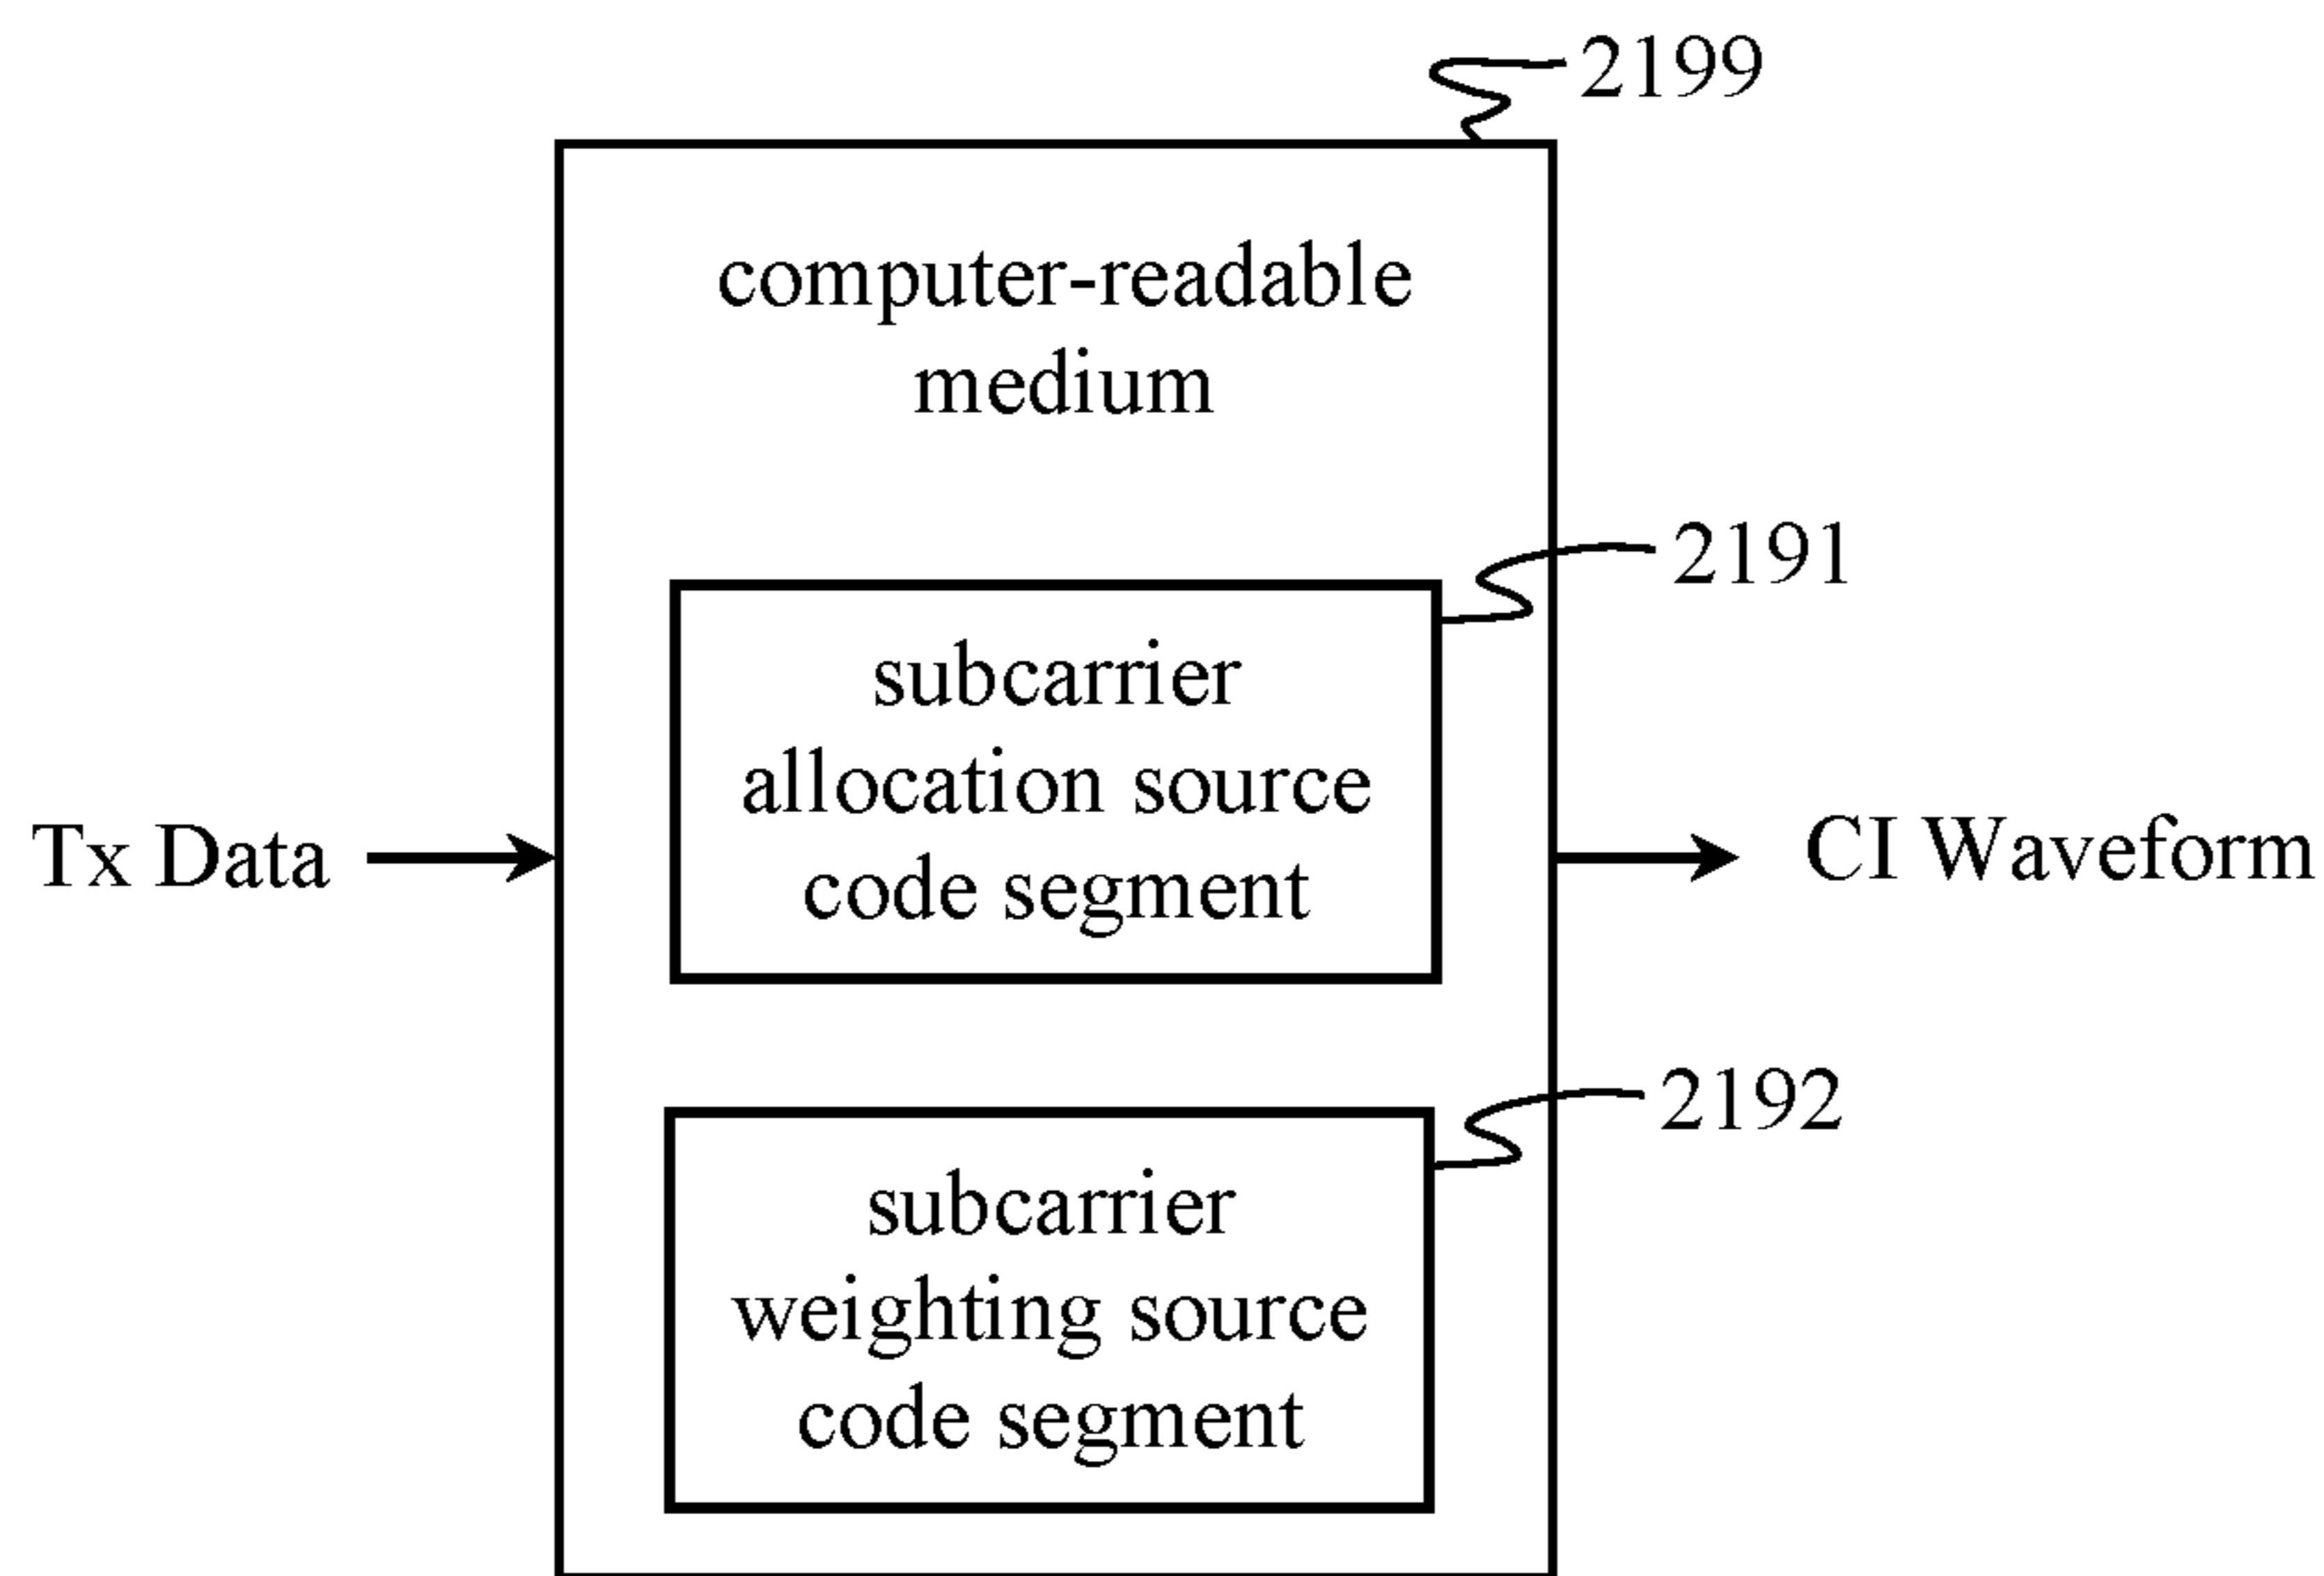 2199
computer-readable
medium
2191
subcarrier
allocation source
code segment
Tx Data
CI Waveform
2192
subcarrier
weighting source
code segment